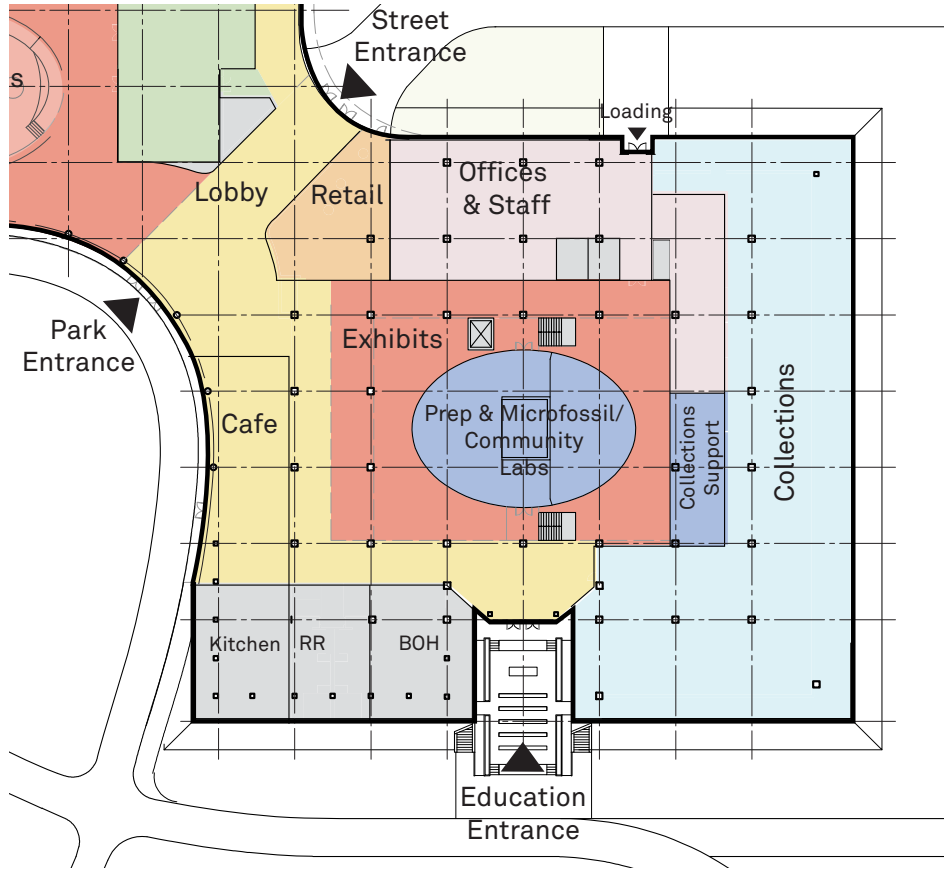 Street
Entrance
s
Loading
Lobby
Retail
Offices
& Staff
Park
Entrance
Exhibits
Cafe
Prep & Microfossil/
Community
Labs
Collections
Support
Collections
Kitchen
RR
BOH
Education
Entrance